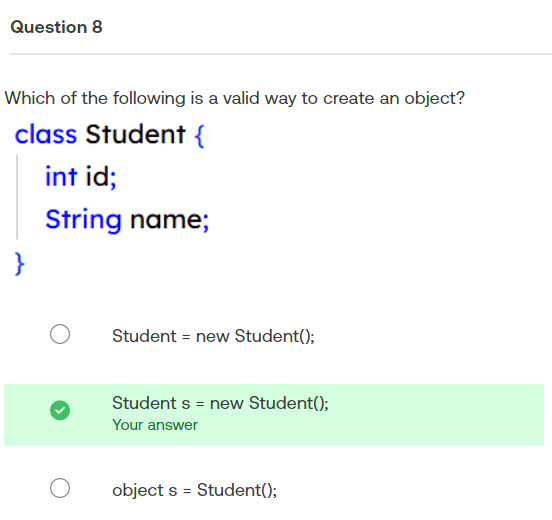 Question 8
Which of the following is a valid way to create an object?
class Student {
int id;
String name;
}
Student = new Student();
Student s = new Student();
Your answer
object s = Student();